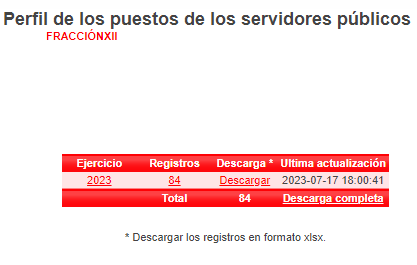 Perfil de los puestos de los servidores públicos
FRACCIÓNXII
Ejercicio Registros Descarga * Ultima actualización
2023 84 Descargar 2023-07-17 18:00:41
Total 84 Descarga completa
* Descargar los registros en formato xlsx.